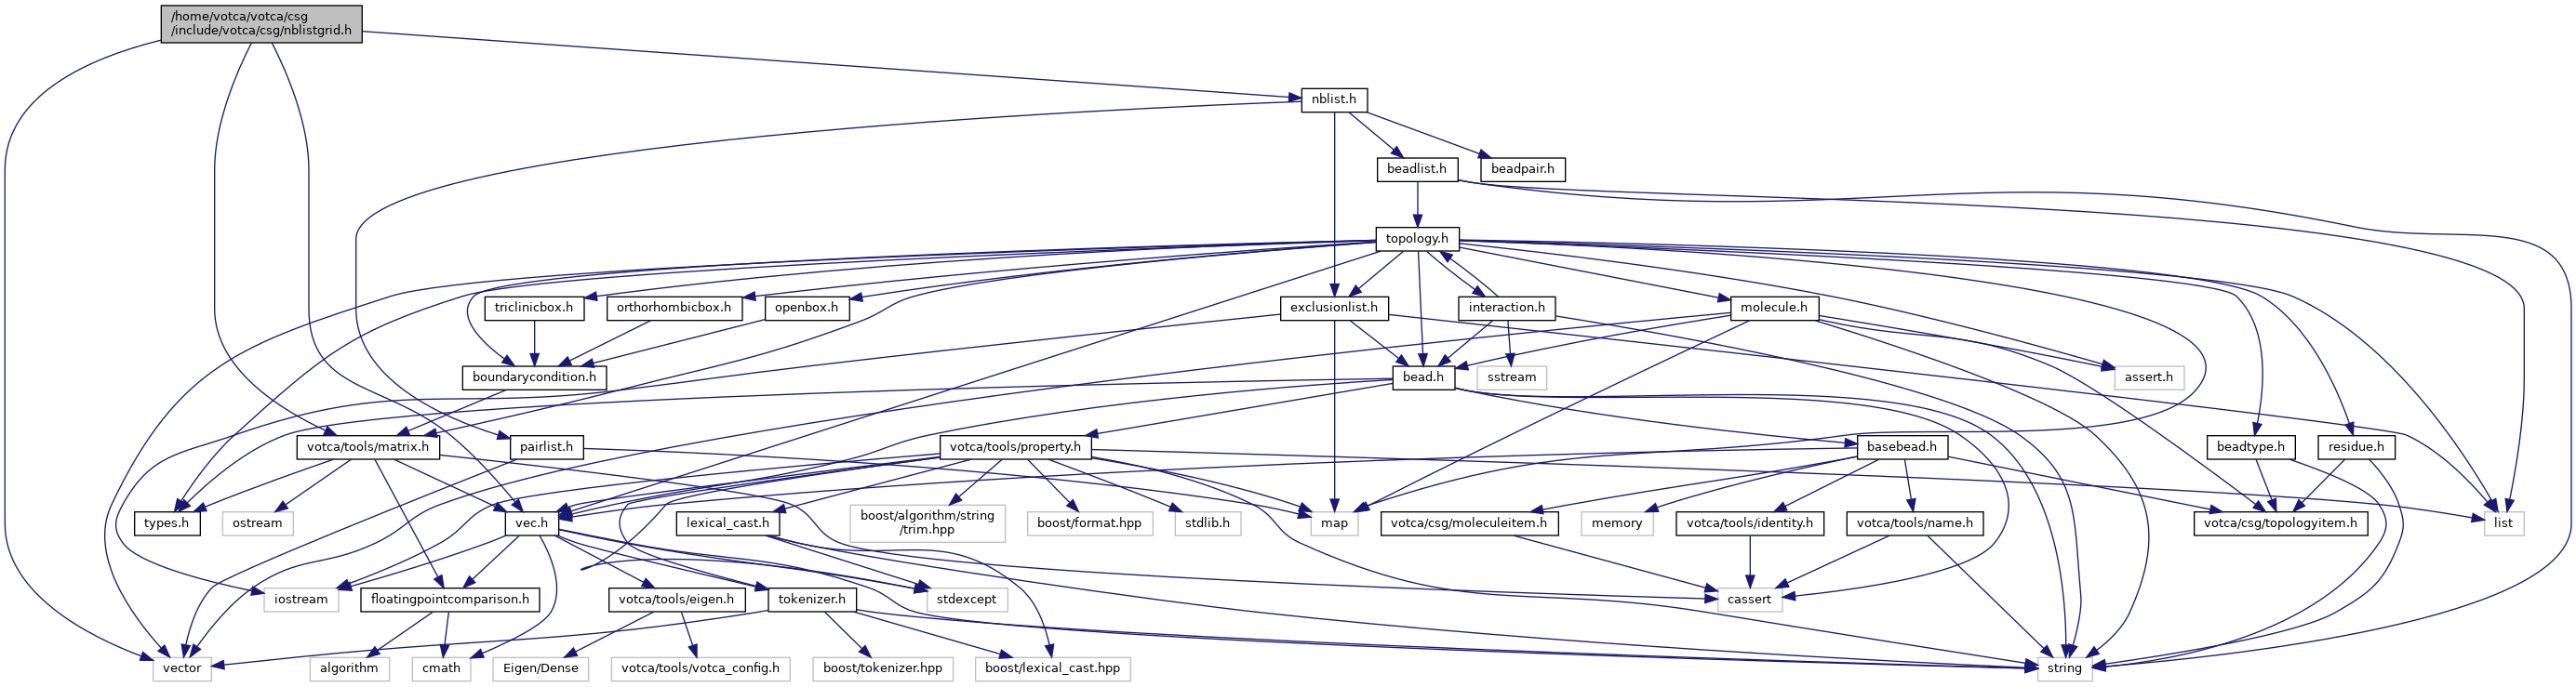 /home/votca/votca/csg
/include/votca/csg/nblistgrid.h
nblist.h
beadlist.h
beadpair.h
topology.h
triclinicbox.h
orthorhombicbox.h
openbox.h
exclusionlist.h
interaction.h
molecule.h
boundarycondition.h
bead.h
sstream
assert.h
votca/tools/matrix.h
pairlist.h
votca/tools/property.h
basebead.h
beadtype.h
residue.h
types.h
ostream
vec.h
lexical_cast.h
boost/algorithm/string
/trim.hpp
boost/format.hpp
stdlib.h
map
votca/csg/moleculeitem.h
memory
votca/tools/identity.h
votca/tools/name.h
votca/csg/topologyitem.h
list
iostream
floatingpointcomparison.h
votca/tools/eigen.h
tokenizer.h
stdexcept
cassert
vector
algorithm
cmath
Eigen/Dense
votca/tools/votca_config.h
boost/tokenizer.hpp
boost/lexical_cast.hpp
string